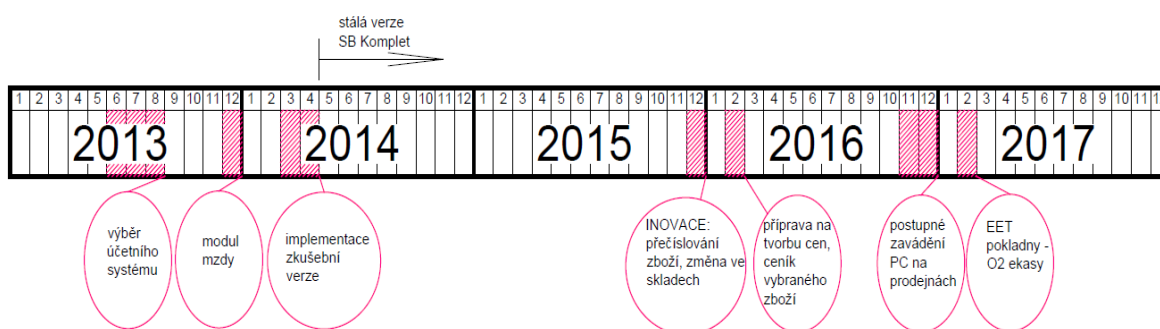 stálá verze
SB Komplet
1 2 3 4 5 6 7 8 9 10 11 12 1 2 3 4 5 6 7 8 9 10 11 12 1 2 3 4 5 6 7 8 9 10 11 12 1 2 3 4 5 6 7 8 9 10 11 12 1 2 3 4 5 6 7 8 9 10 11
2013 2014 2015 2016 2017
výběr
účetního
systému
modul
mzdy
implementace
zkušební
verze
INOVACE:
přečíslování
zboží, změna ve
skladech
příprava na
tvorbu cen,
ceník
vybraného
zboží
postupné
zavádění
PC na
prodejnách
EET
pokladny -
O2 ekasy